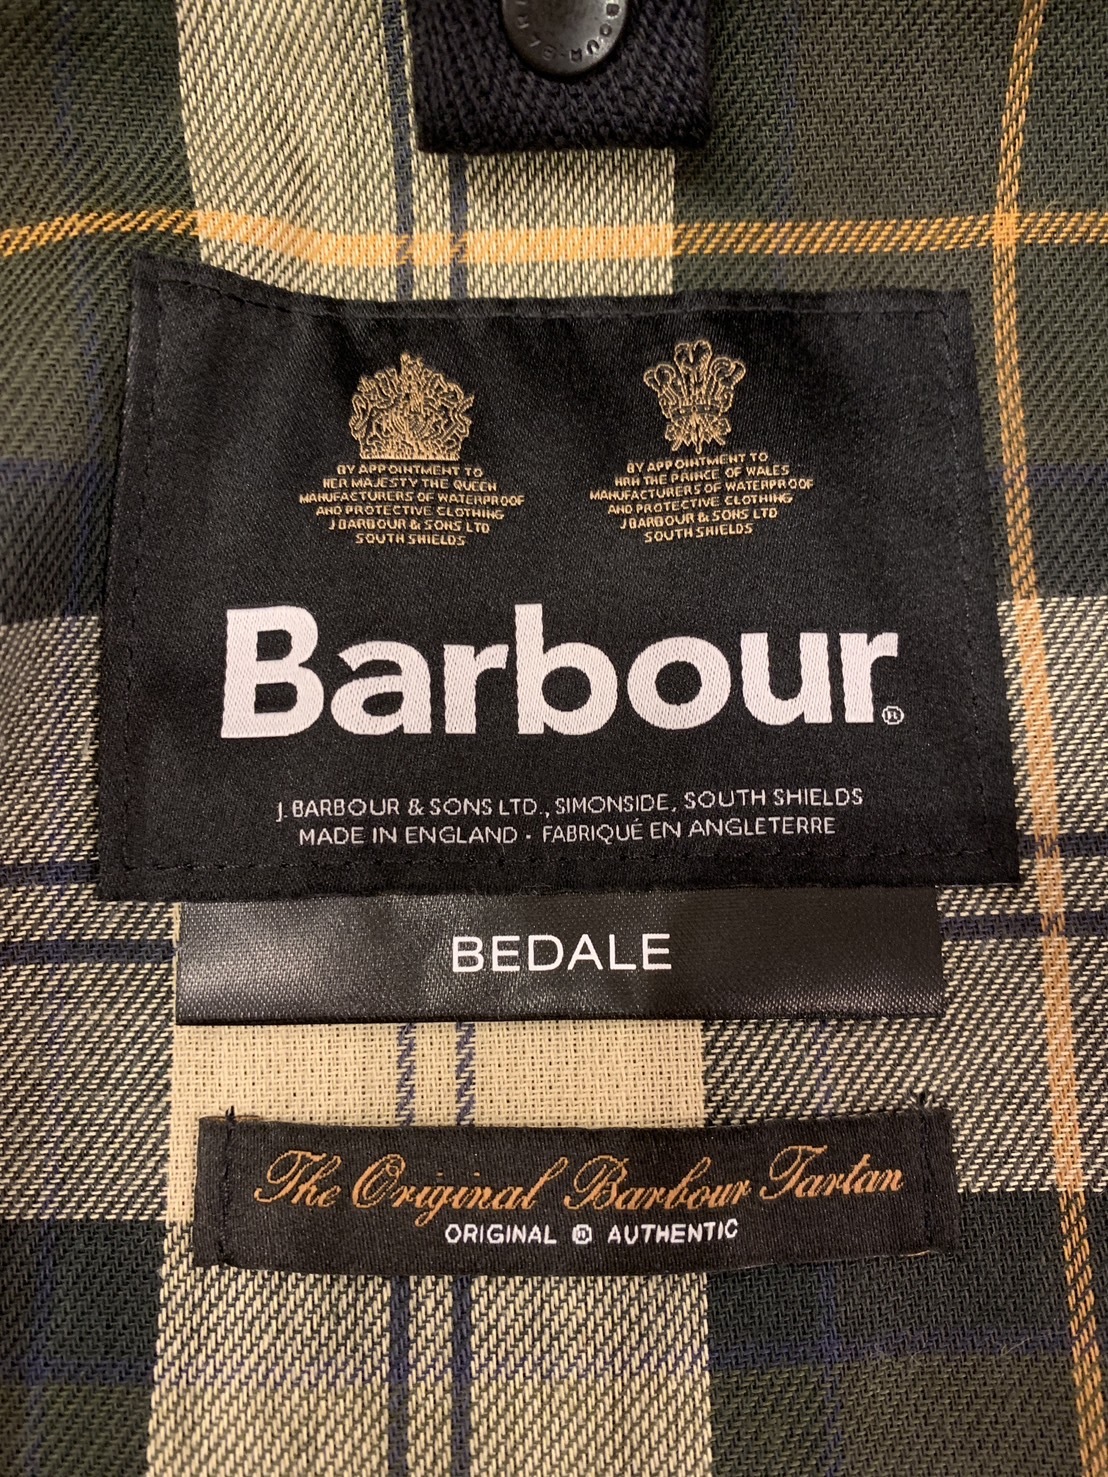 BY APPOINTMENT TO
HER MAJESTY THE QUEEN
MANUFACTURERS OF WATERPROOF
AND PROTECTIVE CLOTHING
J BARBOUR & SONS LTD
SOUTH SHIELDS
BY APPOINTMENT TO
HRH THE PRINCE OF WALES
MANUFACTURERS OF WATERPROOF
AND PROTECTIVE CLOTHING
J BARBOUR & SONS LTD
SOUTH SHIELDS
Barbour®
J. BARBOUR & SONS LTD., SIMONSIDE, SOUTH SHIELDS
MADE IN ENGLAND · FABRIQUÉ EN ANGLETERRE
BEDALE
The Original Barbour Tartan
ORIGINAL ® AUTHENTIC